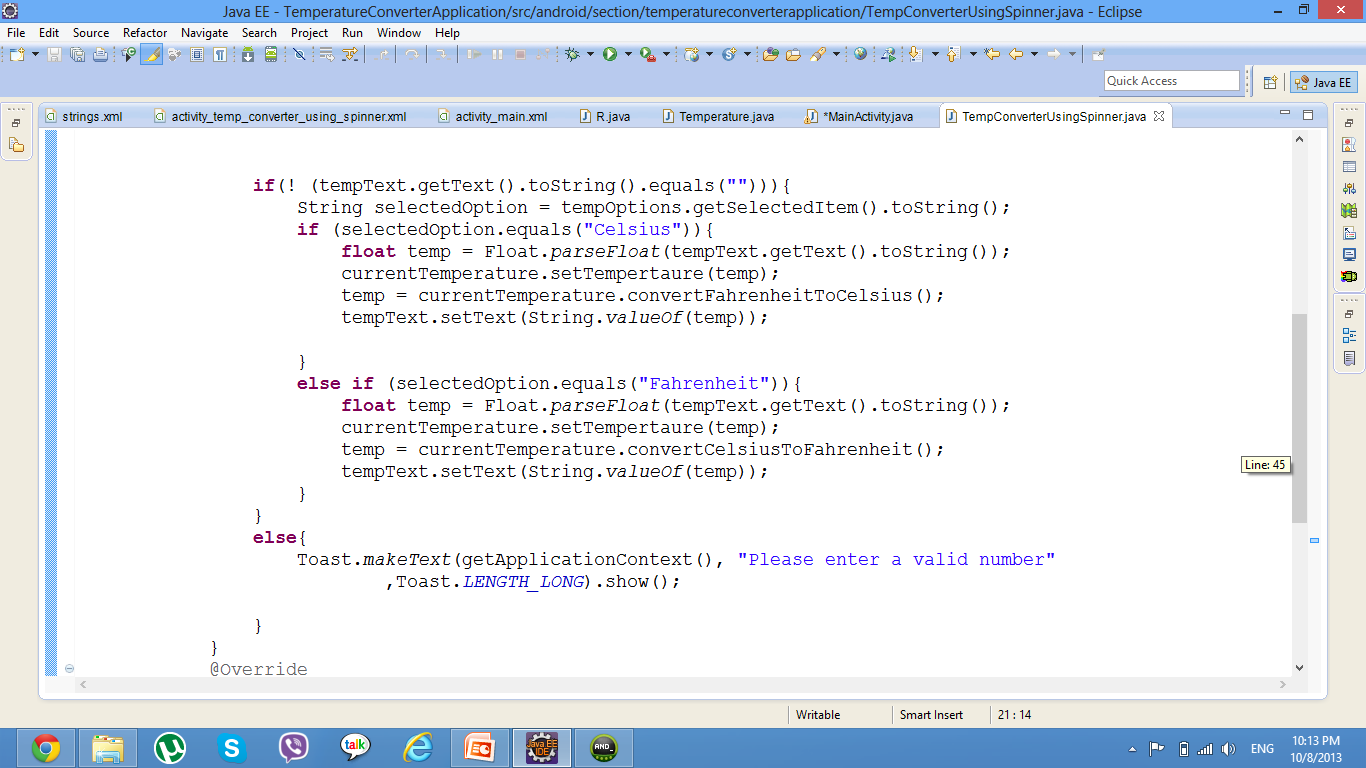 Java EE - TemperatureConverterApplication/src/android/section/temperatureconverterapplication/TempConverterUsingSpinner.java - Eclipse
File Edit Source Refactor Navigate Search Project Run Window Help
Quick Access
Java EE
strings.xml activity_temp_converter_using_spinner.xml activity_main.xml R.java Temperature.java *MainActivity.java TempConverterUsingSpinner.java
if(! (tempText.getText().toString().equals(""))){
String selectedOption = tempOptions.getSelectedItem().toString();
if (selectedOption.equals("Celsius")){
float temp = Float.parseFloat(tempText.getText().toString());
currentTemperature.setTempertaure(temp);
temp = currentTemperature.convertFahrenheitToCelsius();
tempText.setText(String.valueOf(temp));
}
else if (selectedOption.equals("Fahrenheit")){
float temp = Float.parseFloat(tempText.getText().toString());
currentTemperature.setTempertaure(temp);
temp = currentTemperature.convertCelsiusToFahrenheit();
tempText.setText(String.valueOf(temp));
}
}
else{
Toast.makeText(getApplicationContext(), "Please enter a valid number"
,Toast.LENGTH_LONG).show();
}
}
@Override
Line: 45
Writable Smart Insert 21 : 14
talk
Java EE
IDE
AND_
ENG
10:13 PM
10/8/2013